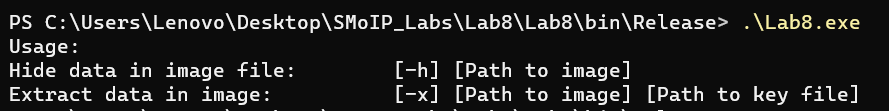 PS C:\Users\Lenovo\Desktop\SMoIP_Labs\Lab8\Lab8\bin\Release> .\Lab8.exe
Usage:
Hide data in image file:        [-h] [Path to image]
Extract data in image:          [-x] [Path to image] [Path to key file]